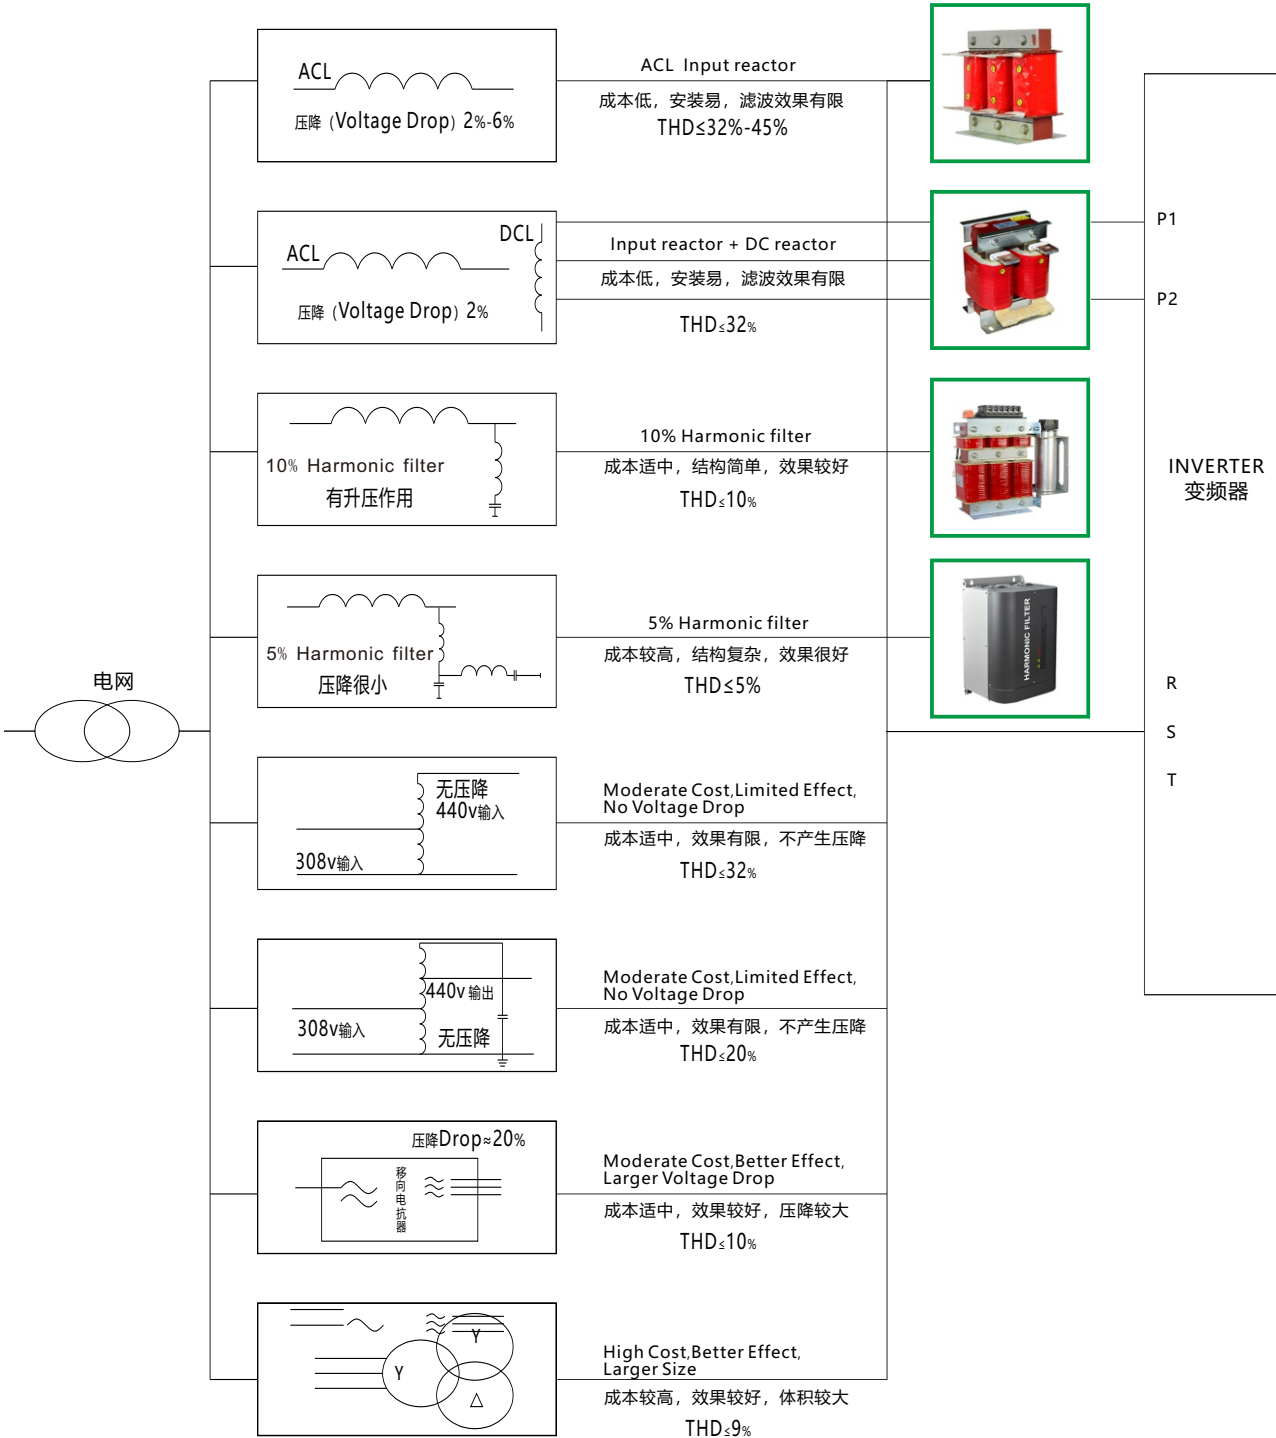 ACL
压降（Voltage Drop）2%-6%
ACL Input reactor
成本低，安装易，滤波效果有限
THD≤32%-45%
DCL
ACL
压降（Voltage Drop）2%
Input reactor + DC reactor
成本低，安装易，滤波效果有限
THD≤32%
P1
P2
10% Harmonic filter
有升压作用
10% Harmonic filter
成本适中，结构简单，效果较好
THD≤10%
INVERTER
变频器
5% Harmonic filter
压降很小
5% Harmonic filter
成本较高，结构复杂，效果很好
THD≤5%
HARMONIC FILTER
电网
R
S
T
无压降
440v输入
308v输入
Moderate Cost,Limited Effect,
No Voltage Drop
成本适中，效果有限，不产生压降
THD≤32%
440v 输出
308v输入
无压降
Moderate Cost,Limited Effect,
No Voltage Drop
成本适中，效果有限，不产生压降
THD≤20%
压降Drop≈20%
移向电抗器
Moderate Cost,Better Effect,
Larger Voltage Drop
成本适中，效果较好，压降较大
THD≤10%
Y
Y
△
High Cost,Better Effect,
Larger Size
成本较高，效果较好，体积较大
THD≤9%